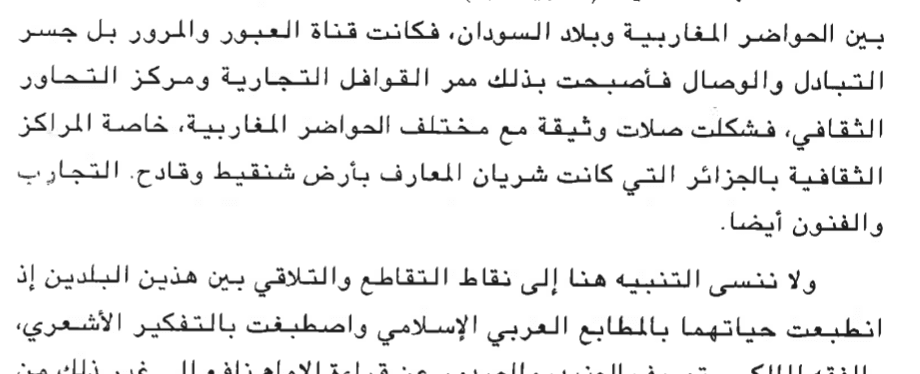 بين الحواضر المغاربية وبلاد السودان، فكانت قناة العبور والمرور بل جسر
التبادل والوصال فأصبحت بذلك ممر القوافل التجارية ومركز التحاور
الثقافي، فشكلت صلات وثيقة مع مختلف الحواضر المغاربية، خاصة المراكز
الثقافية بالجزائر التي كانت شريان المعارف بأرض شنقيط وقادح. التجارب
والفنون أيضا.
ولا ننسى التنبيه هنا إلى نقاط التقاطع والتلاقي بين هذين البلدين إذ
انطبعت حياتهما بالمطابع العربي الإسلامي واصطبغت بالتفكير الأشعري،